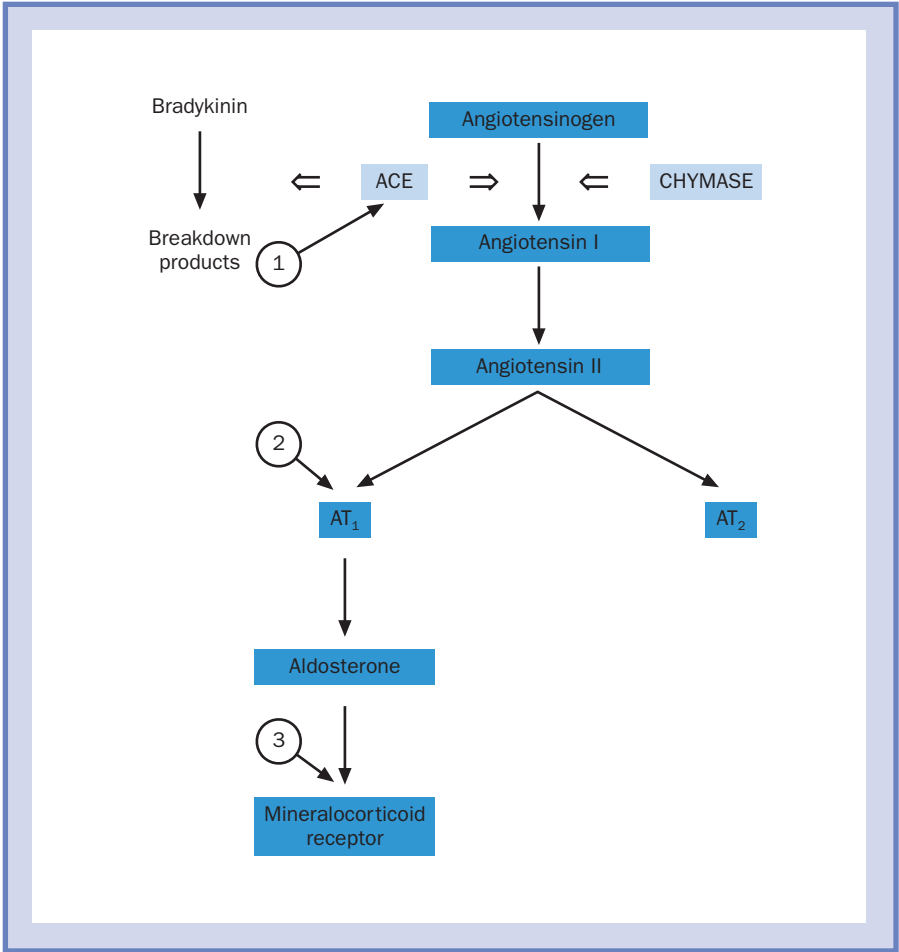 Bradykinin
Angiotensinogen
⇐ ACE ⇒ ⇐ CHYMASE
Breakdown
products
1
Angiotensin I
Angiotensin II
2
AT₁
AT₂
Aldosterone
3
Mineralocorticoid
receptor